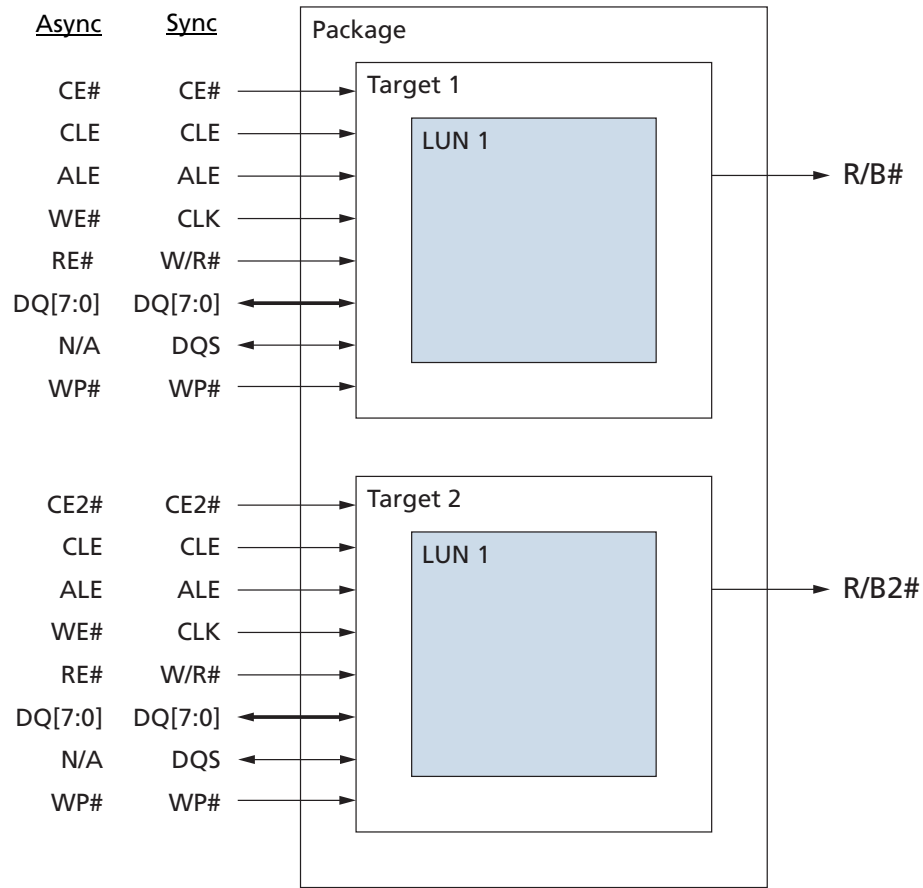 Async Sync Package
Target 1
CE# CE#
CLE CLE LUN 1
ALE ALE R/B#
WE# CLK
RE# W/R#
DQ[7:0] DQ[7:0]
N/A DQS
WP# WP#
Target 2
CE2# CE2#
CLE CLE LUN 1
ALE ALE R/B2#
WE# CLK
RE# W/R#
DQ[7:0] DQ[7:0]
N/A DQS
WP# WP#